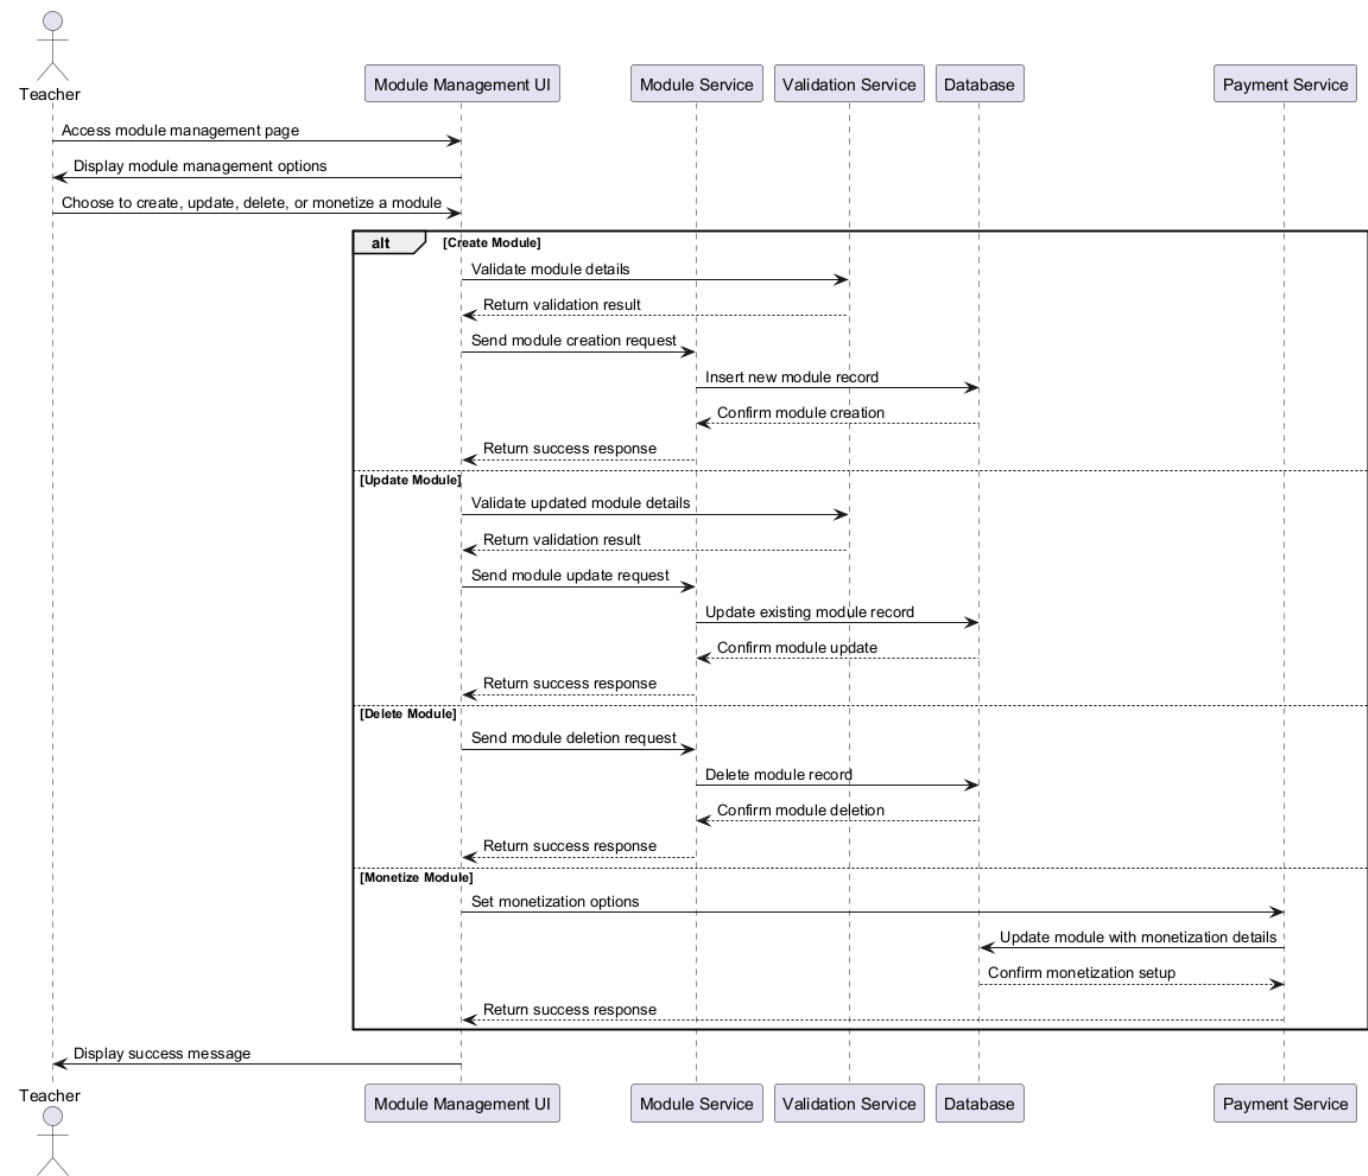 Teacher
Module Management UI
Module Service
Validation Service
Database
Payment Service
Access module management page
Display module management options
Choose to create, update, delete, or monetize a module
alt
[Create Module]
Validate module details
Return validation result
Send module creation request
Insert new module record
Confirm module creation
Return success response
[Update Module]
Validate updated module details
Return validation result
Send module update request
Update existing module record
Confirm module update
Return success response
[Delete Module]
Send module deletion request
Delete module record
Confirm module deletion
Return success response
[Monetize Module]
Set monetization options
Update module with monetization details
Confirm monetization setup
Return success response
Display success message
Teacher
Module Management UI
Module Service
Validation Service
Database
Payment Service